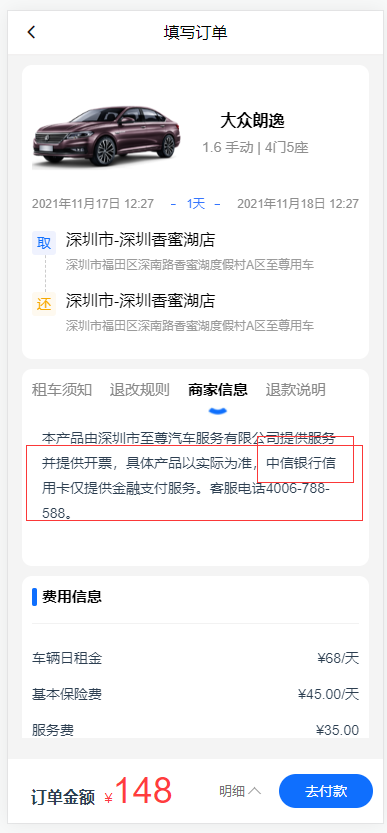 填写订单
大众朗逸
1.6 手动 | 4门5座
2021年11月17日 12:27 - 1天 - 2021年11月18日 12:27
取 深圳市-深圳香蜜湖店
深圳市福田区深南路香蜜湖度假村A区至尊用车
还 深圳市-深圳香蜜湖店
深圳市福田区深南路香蜜湖度假村A区至尊用车
租车须知 退改规则 商家信息 退款说明
本产品由深圳市至尊汽车服务有限公司提供服务
并提供开票，具体产品以实际为准，中信银行信
用卡仅提供金融支付服务。客服电话4006-788-
588。
费用信息
车辆日租金 ¥68/天
基本保险费 ¥45.00/天
服务费 ¥35.00
订单金额 ¥148 明细 去付款